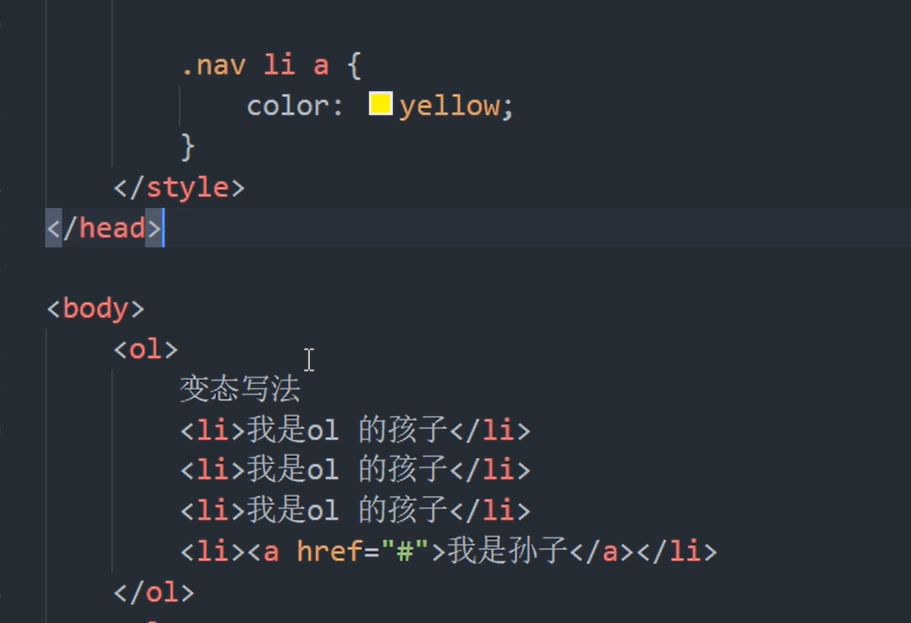 .nav li a {
color: yellow;
}
</style>
</head>
<body>
<ol>
变态写法
<li>我是ol 的孩子</li>
<li>我是ol 的孩子</li>
<li>我是ol 的孩子</li>
<li><a href="#">我是孙子</a></li>
</ol>